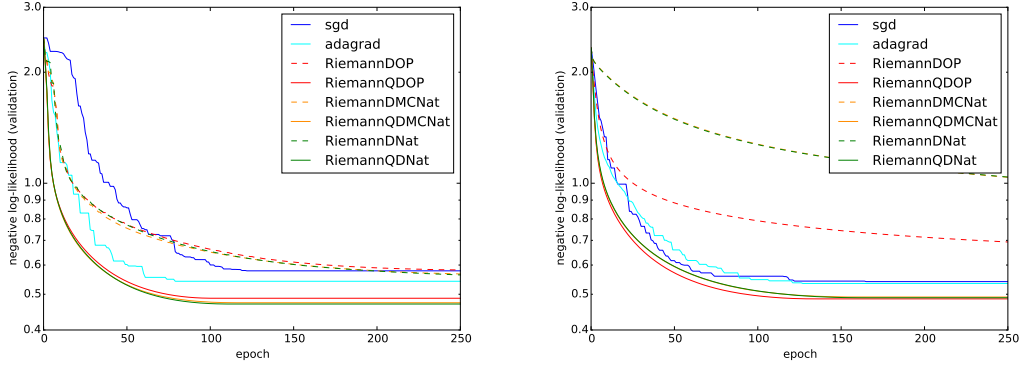 3.0
2.0
1.0
0.9
0.8
0.7
0.6
0.5
0.4
negative log-likelihood (validation)
sgd
adagrad
RiemannDOP
RiemannQDOP
RiemannDMCNat
RiemannQDMCNat
RiemannDNat
RiemannQDNat
0 50 100 150 200 250
epoch
3.0
2.0
1.0
0.9
0.8
0.7
0.6
0.5
0.4
negative log-likelihood (validation)
sgd
adagrad
RiemannDOP
RiemannQDOP
RiemannDMCNat
RiemannQDMCNat
RiemannDNat
RiemannQDNat
0 50 100 150 200 250
epoch